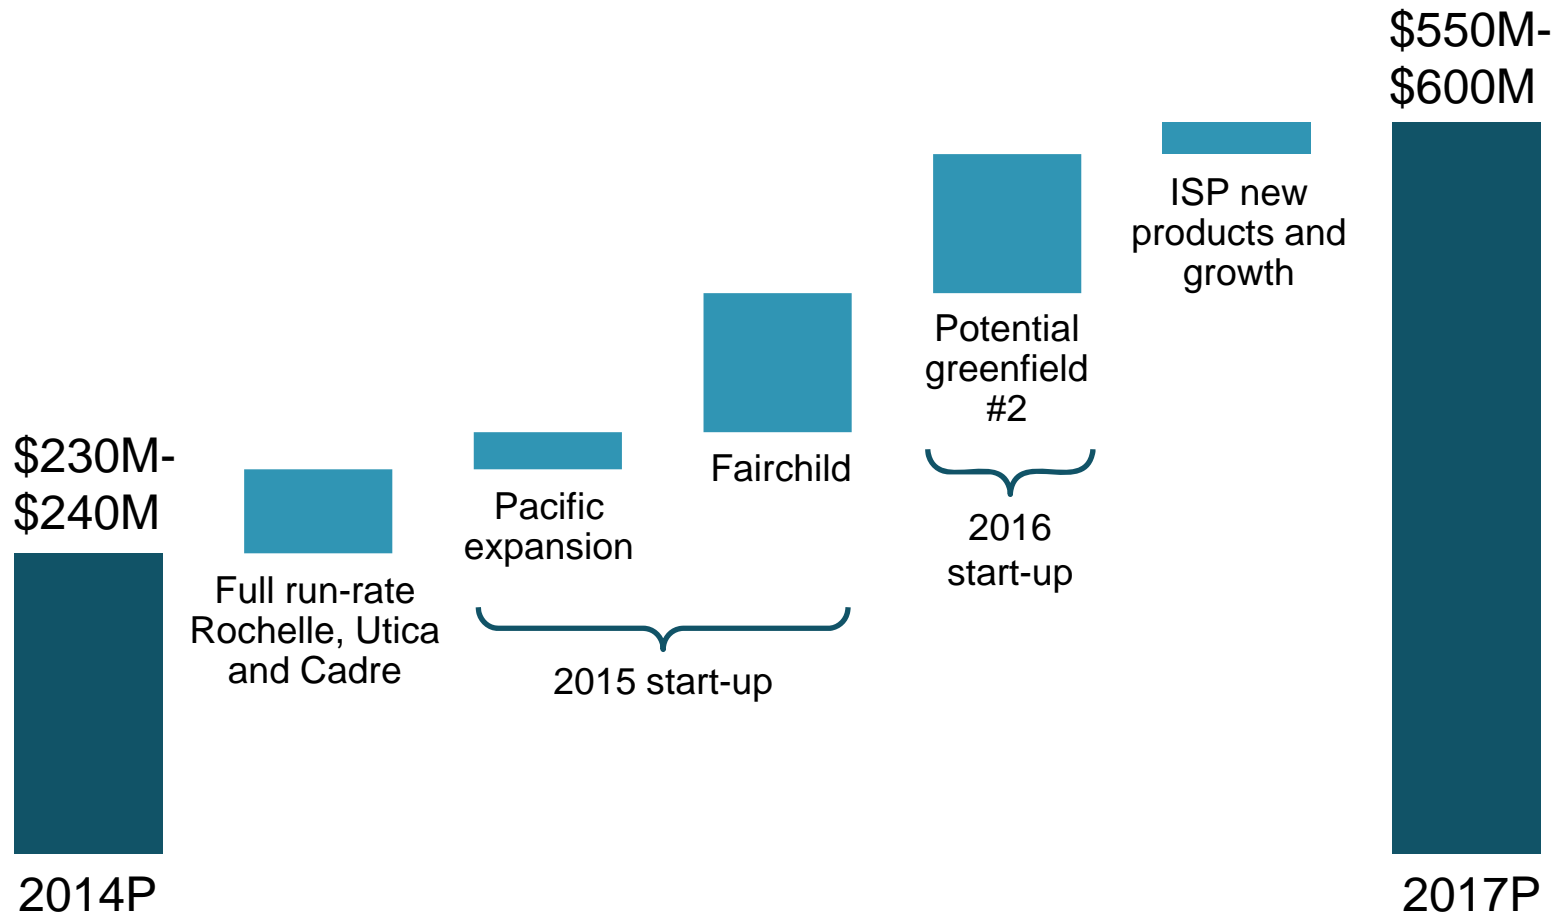 $230M-
$240M
2014P
Full run-rate
Rochelle, Utica
and Cadre
Pacific
expansion
Fairchild
2015 start-up
Potential
greenfield
#2
2016
start-up
ISP new
products and
growth
$550M-
$600M
2017P